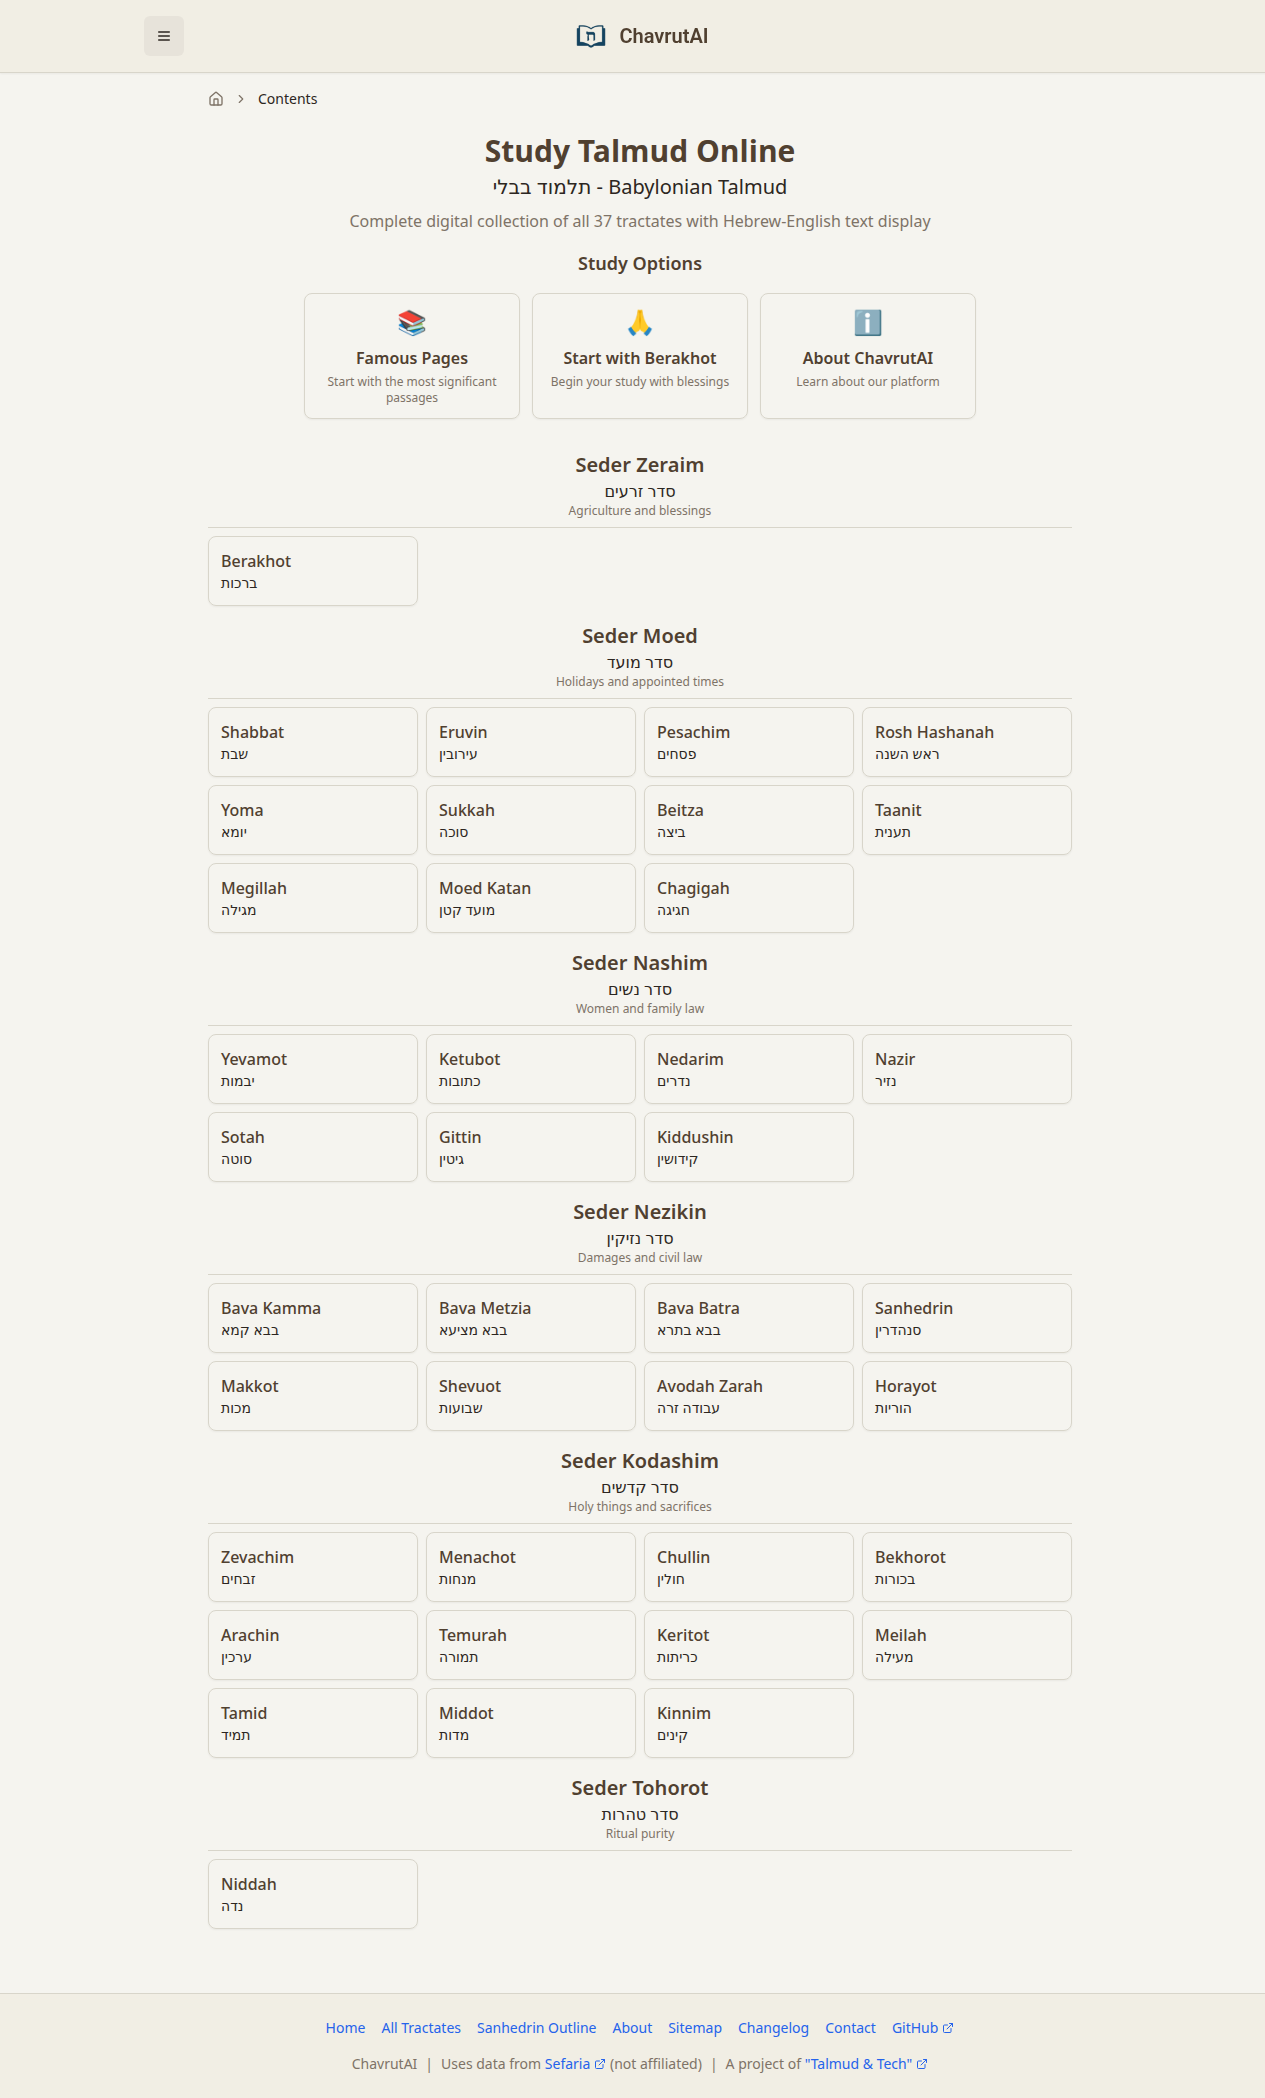 ChavrutAI
Contents
Study Talmud Online
תלמוד בבלי - Babylonian Talmud
Complete digital collection of all 37 tractates with Hebrew-English text display
Study Options
Famous Pages
Start with the most significant
passages
Start with Berakhot
Begin your study with blessings
About ChavrutAI
Learn about our platform
Seder Zeraim
סדר זרעים
Agriculture and blessings
Berakhot
ברכות
Seder Moed
סדר מועד
Holidays and appointed times
Shabbat
שבת
Eruvin
עירובין
Pesachim
פסחים
Rosh Hashanah
ראש השנה
Yoma
יומא
Sukkah
סוכה
Beitza
ביצה
Taanit
תענית
Megillah
מגילה
Moed Katan
מועד קטן
Chagigah
חגיגה
Seder Nashim
סדר נשים
Women and family law
Yevamot
יבמות
Ketubot
כתובות
Nedarim
נדרים
Nazir
נזיר
Sotah
סוטה
Gittin
גיטין
Kiddushin
קידושין
Seder Nezikin
סדר נזיקין
Damages and civil law
Bava Kamma
בבא קמא
Bava Metzia
בבא מציעא
Bava Batra
בבא בתרא
Sanhedrin
סנהדרין
Makkot
מכות
Shevuot
שבועות
Avodah Zarah
עבודה זרה
Horayot
הוריות
Seder Kodashim
סדר קדשים
Holy things and sacrifices
Zevachim
זבחים
Menachot
מנחות
Chullin
חולין
Bekhorot
בכורות
Arachin
ערכין
Temurah
תמורה
Keritot
כריתות
Meilah
מעילה
Tamid
תמיד
Middot
מדות
Kinnim
קינים
Seder Tohorot
סדר טהרות
Ritual purity
Niddah
נדה
Home All Tractates Sanhedrin Outline About Sitemap Changelog Contact GitHub
ChavrutAI | Uses data from Sefaria (not affiliated) | A project of "Talmud & Tech"